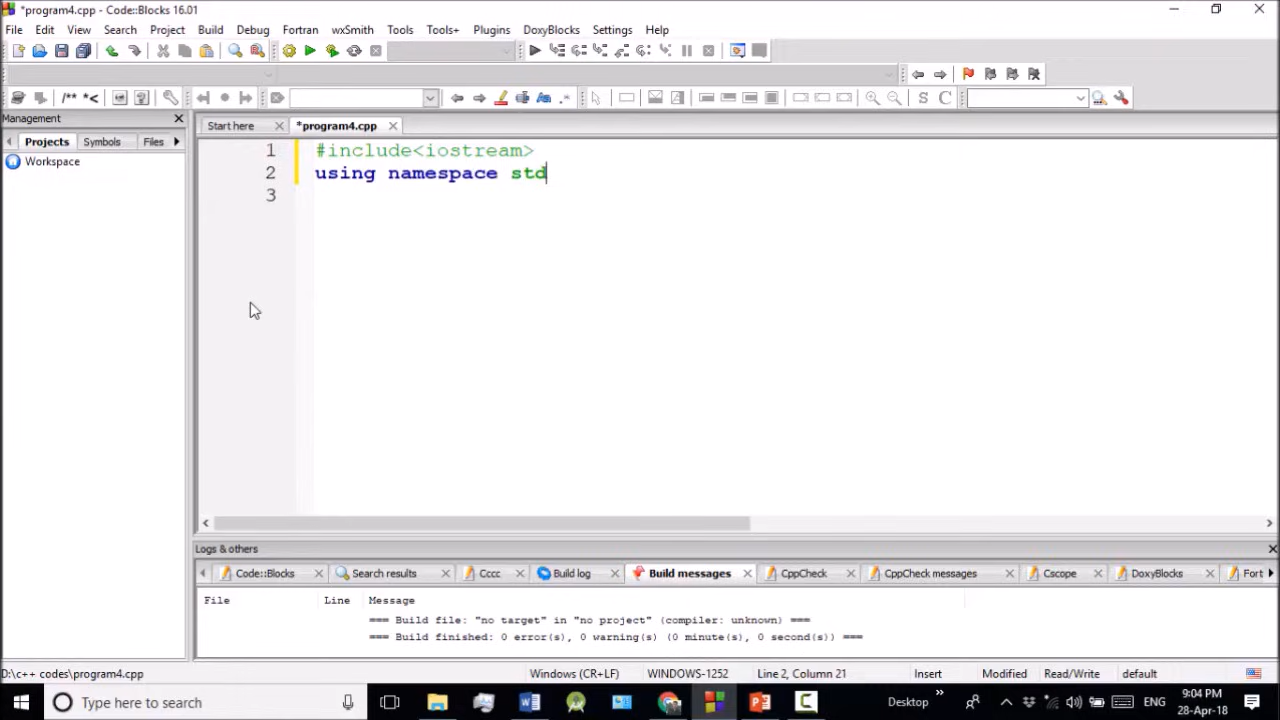 *program4.cpp - Code::Blocks 16.01
File Edit View Search Project Build Debug Fortran wxSmith Tools Tools+ Plugins DoxyBlocks Settings Help
/** *<
S C
Management
Start here *program4.cpp
Projects Symbols Files
Workspace
1 #include<iostream>
2 using namespace std
3
Logs & others
Code::Blocks Search results Cccc Build log Build messages CppCheck CppCheck messages Cscope DoxyBlocks Fort
File Line Message
=== Build file: "no target" in "no project" (compiler: unknown) ===
=== Build finished: 0 error(s), 0 warning(s) (0 minute(s), 0 second(s)) ===
D:\c++ codes\program4.cpp Windows (CR+LF) WINDOWS-1252 Line 2, Column 21 Insert Modified Read/Write default
Type here to search Desktop » ENG 9:04 PM
28-Apr-18